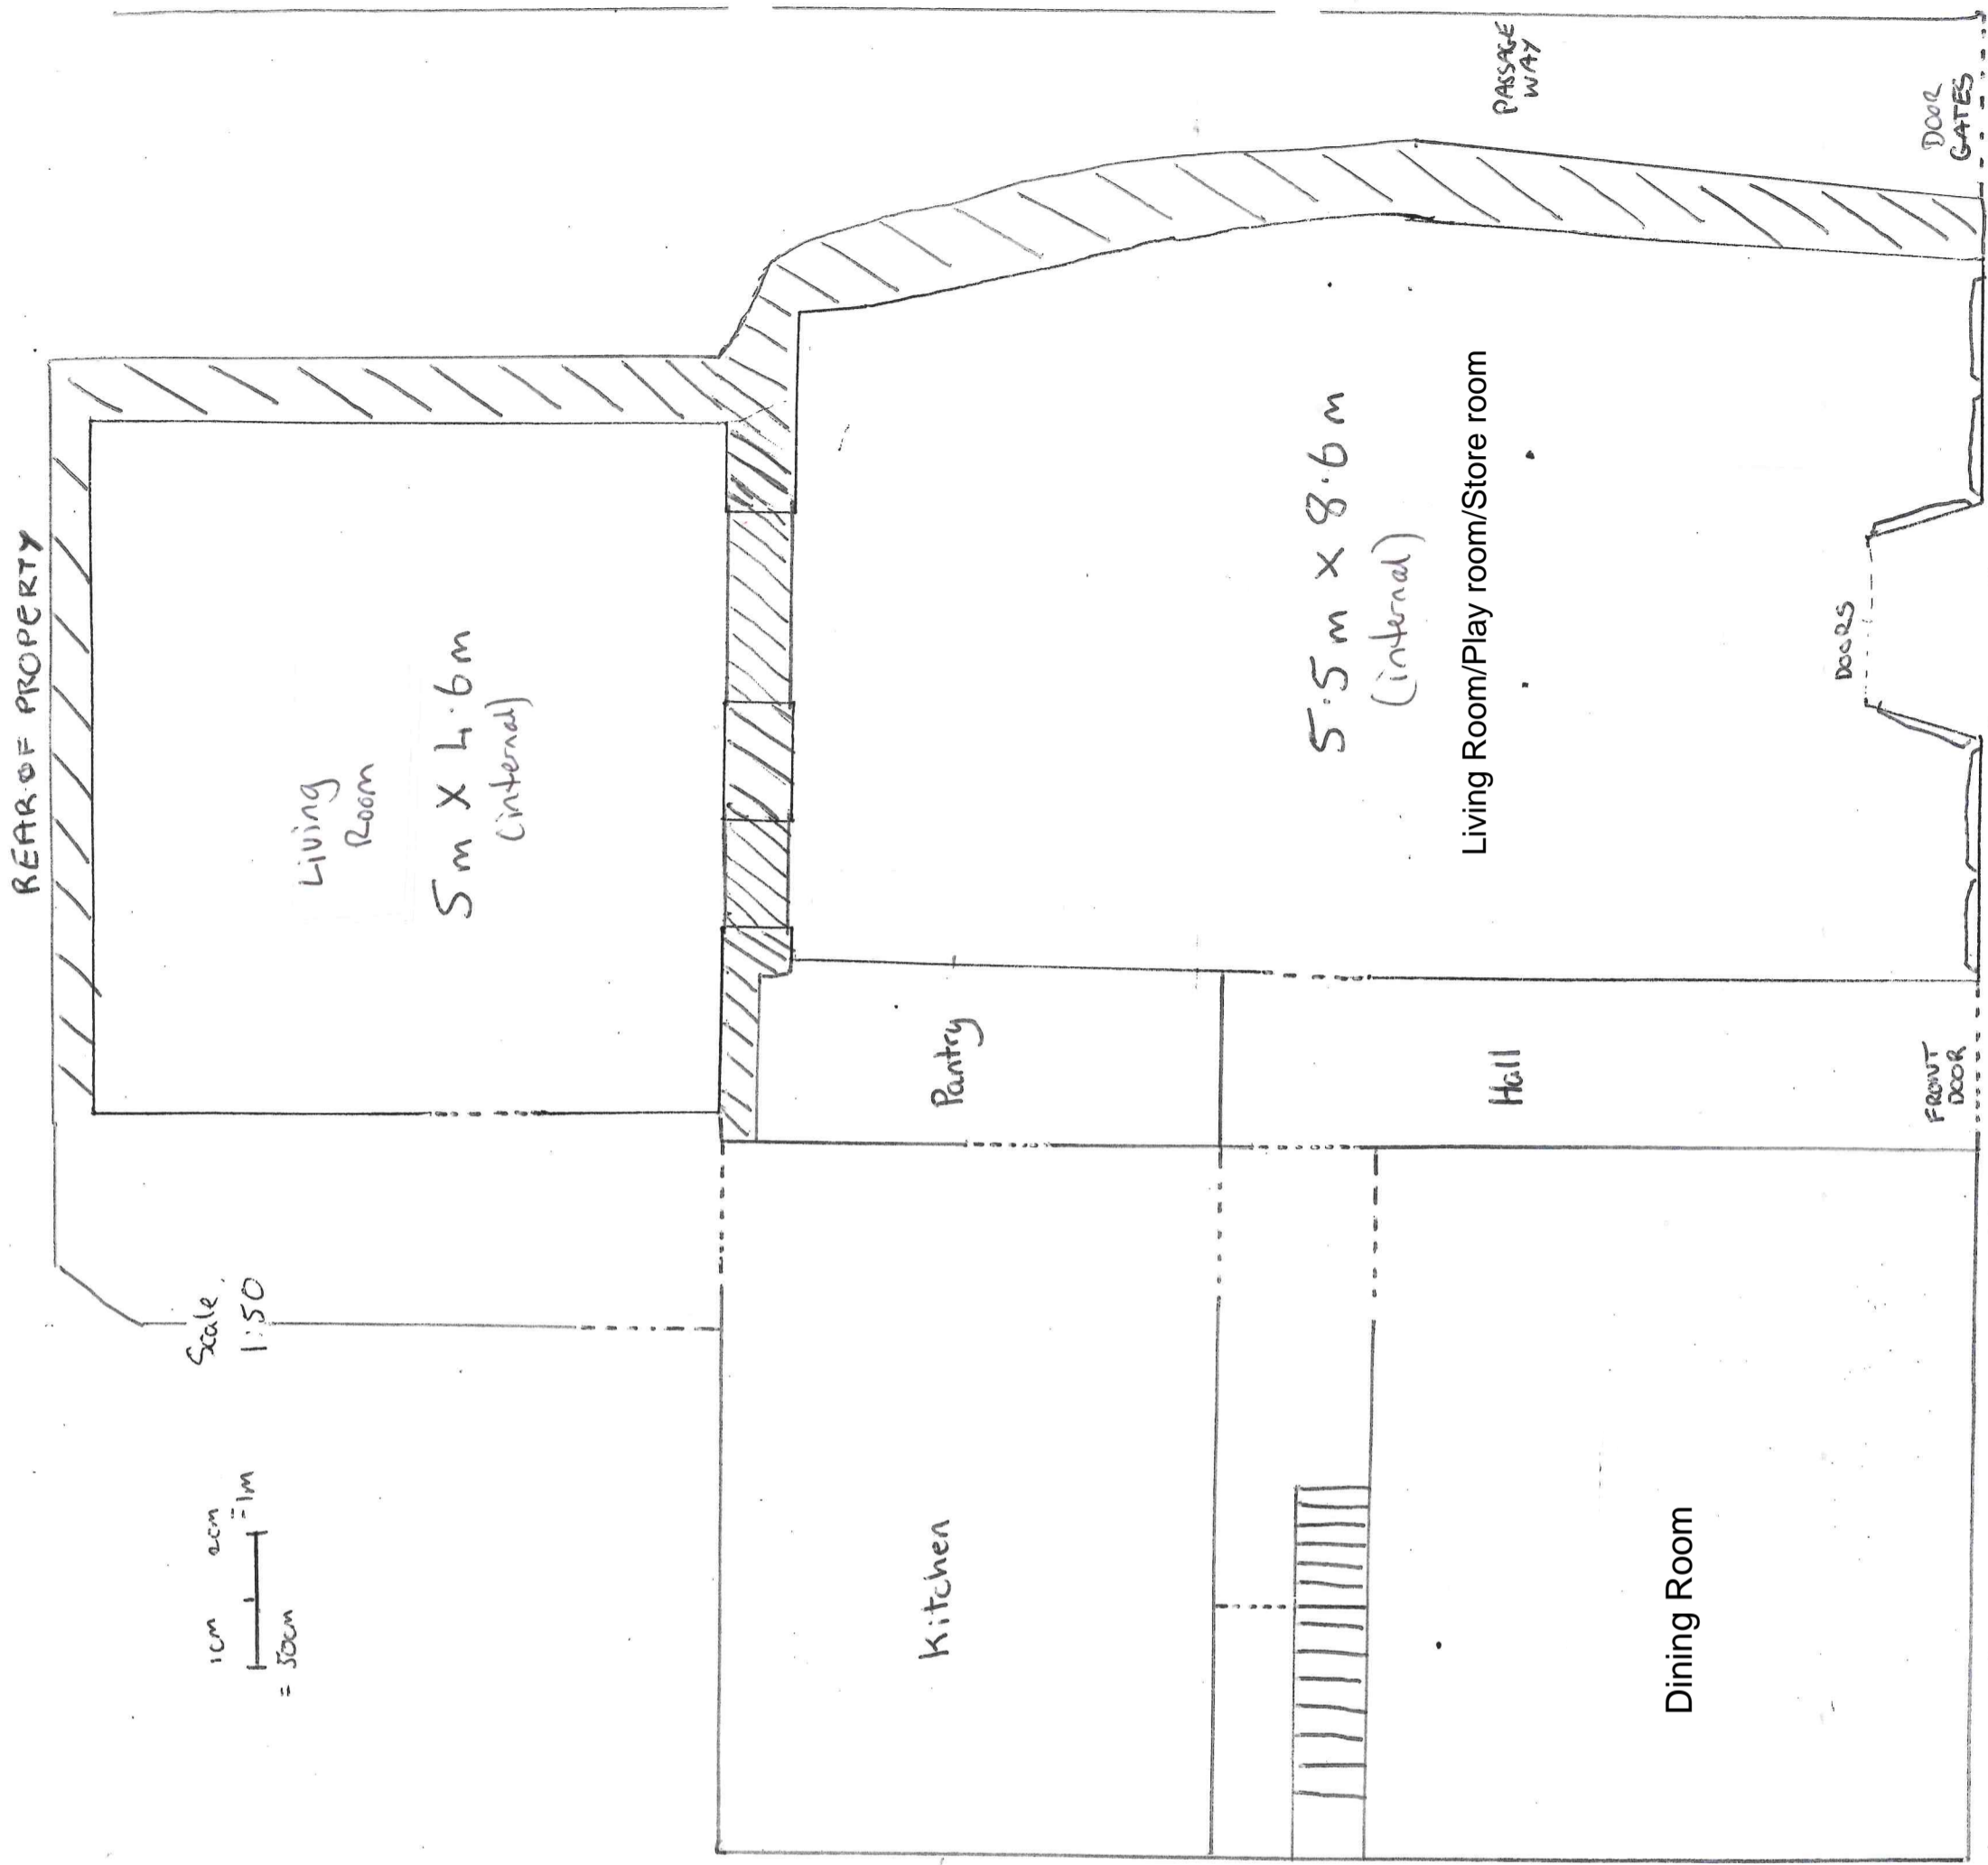 REAR OF PROPERTY
Living
Room
5m x 4.6m
(internal)
Scale
1:50
1cm 2cm
= 1m
= 50cm
PASSAGE
WAY
DOOR
GATES
5.5m x 8.6m
(internal)
Living Room/Play room/Store room
DOORS
Pantry
Hall
FRONT
DOOR
Kitchen
Dining Room